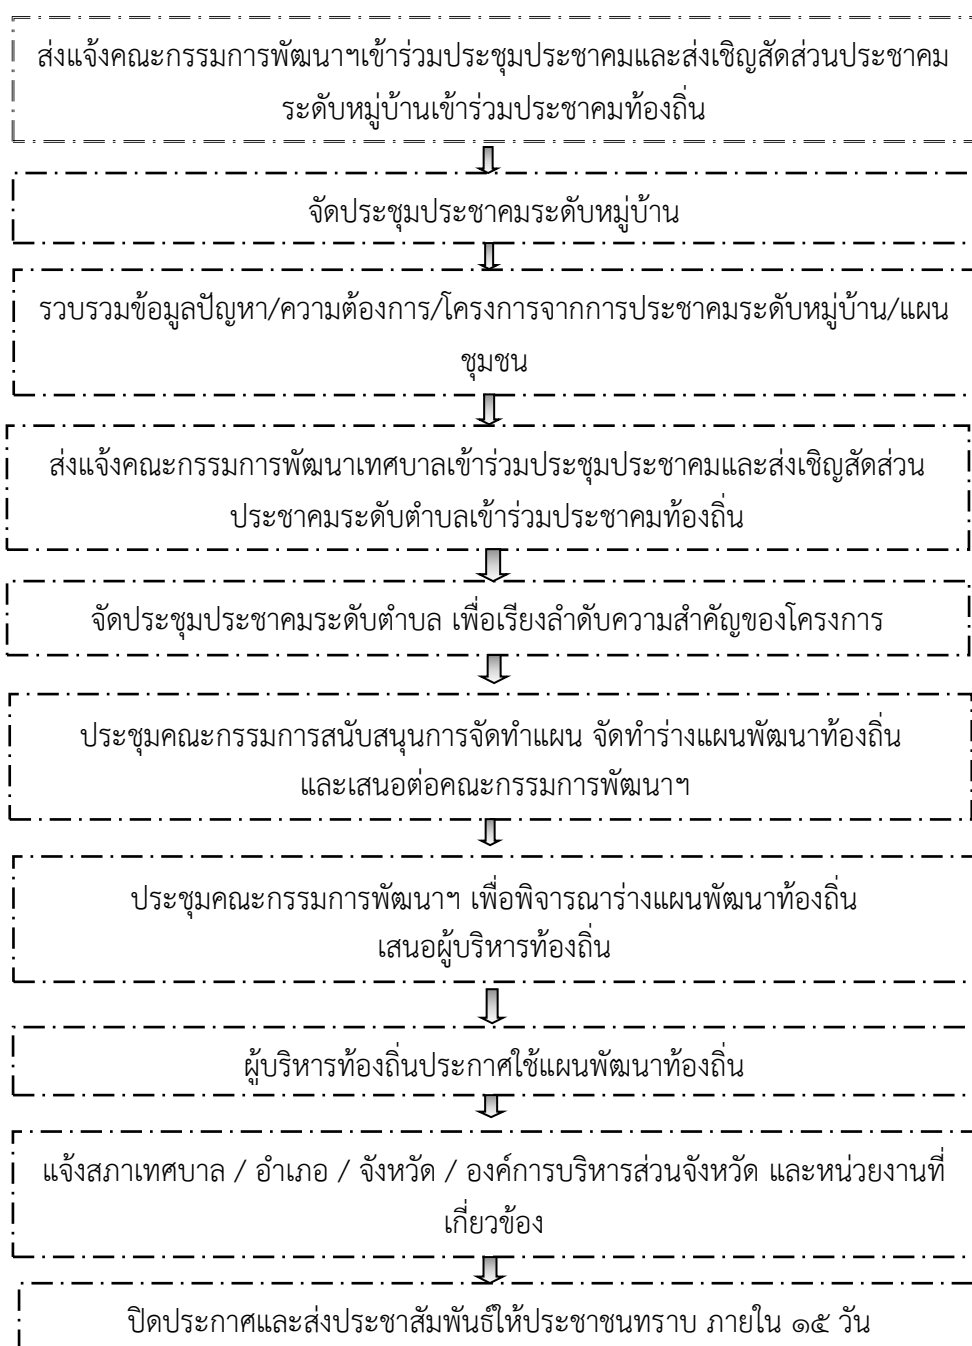 ส่งแจ้งคณะกรรมการพัฒนาฯเข้าร่วมประชุมประชาคมและส่งเชิญสัดส่วนประชาคม
ระดับหมู่บ้านเข้าร่วมประชาคมท้องถิ่น
จัดประชุมประชาคมระดับหมู่บ้าน
รวบรวมข้อมูลปัญหา/ความต้องการ/โครงการจากการประชาคมระดับหมู่บ้าน/แผน
ชุมชน
ส่งแจ้งคณะกรรมการพัฒนาเทศบาลเข้าร่วมประชุมประชาคมและส่งเชิญสัดส่วน
ประชาคมระดับตำบลเข้าร่วมประชาคมท้องถิ่น
จัดประชุมประชาคมระดับตำบล เพื่อเรียงลำดับความสำคัญของโครงการ
ประชุมคณะกรรมการสนับสนุนการจัดทำแผน จัดทำร่างแผนพัฒนาท้องถิ่น
และเสนอต่อคณะกรรมการพัฒนาฯ
ประชุมคณะกรรมการพัฒนาฯ เพื่อพิจารณาร่างแผนพัฒนาท้องถิ่น
เสนอผู้บริหารท้องถิ่น
ผู้บริหารท้องถิ่นประกาศใช้แผนพัฒนาท้องถิ่น
แจ้งสภาเทศบาล / อำเภอ / จังหวัด / องค์การบริหารส่วนจังหวัด และหน่วยงานที่
เกี่ยวข้อง
ปิดประกาศและส่งประชาสัมพันธ์ให้ประชาชนทราบ ภายใน ๑๕ วัน